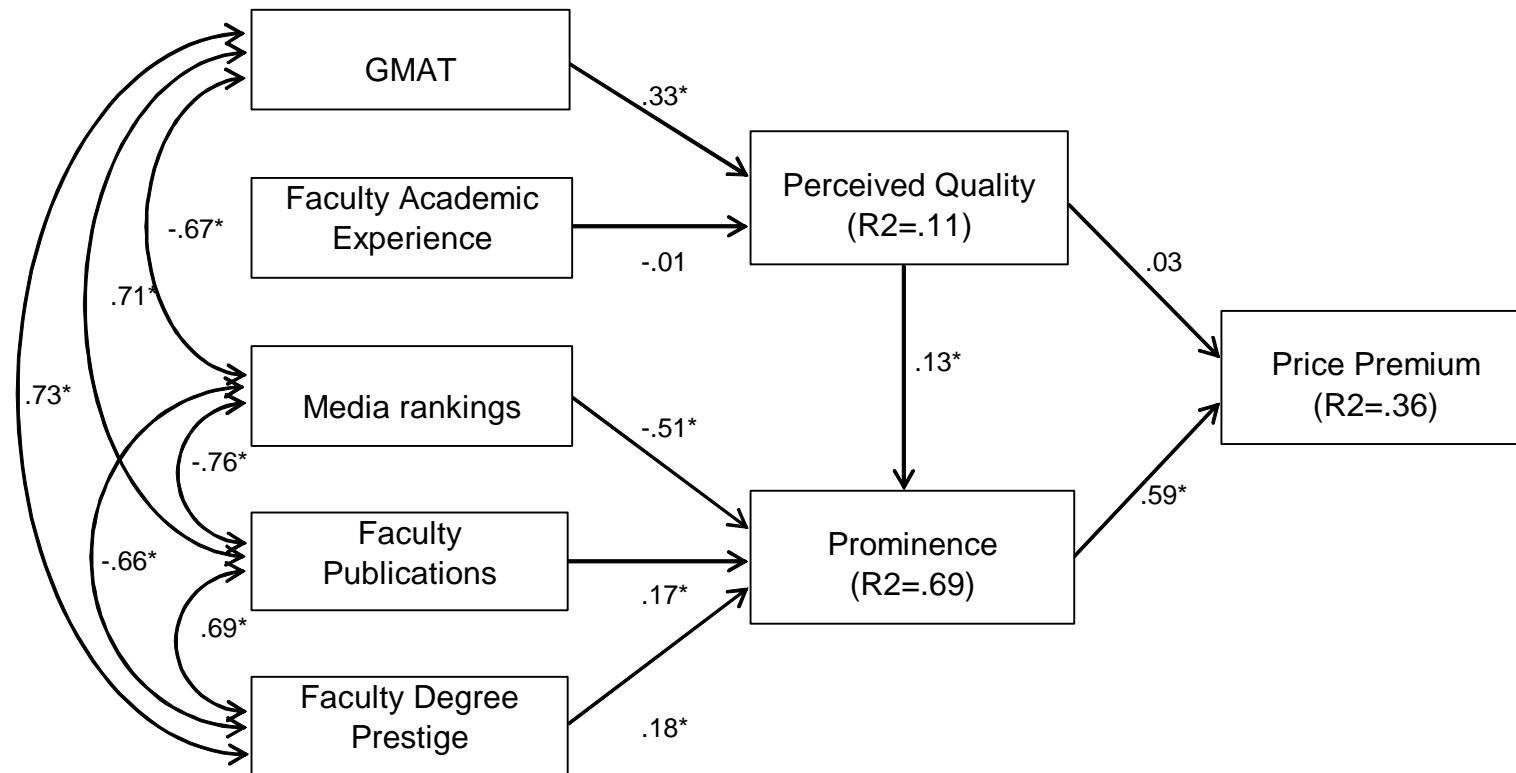 GMAT
.33*
Faculty Academic
Experience
-.01
Perceived Quality
(R2=.11)
-.67*
.71*
.73*
.03
.13*
Price Premium
(R2=.36)
Media rankings
-.51*
-.76*
Faculty
Publications
.17*
Prominence
(R2=.69)
.59*
-.66*
.69*
Faculty Degree
Prestige
.18*